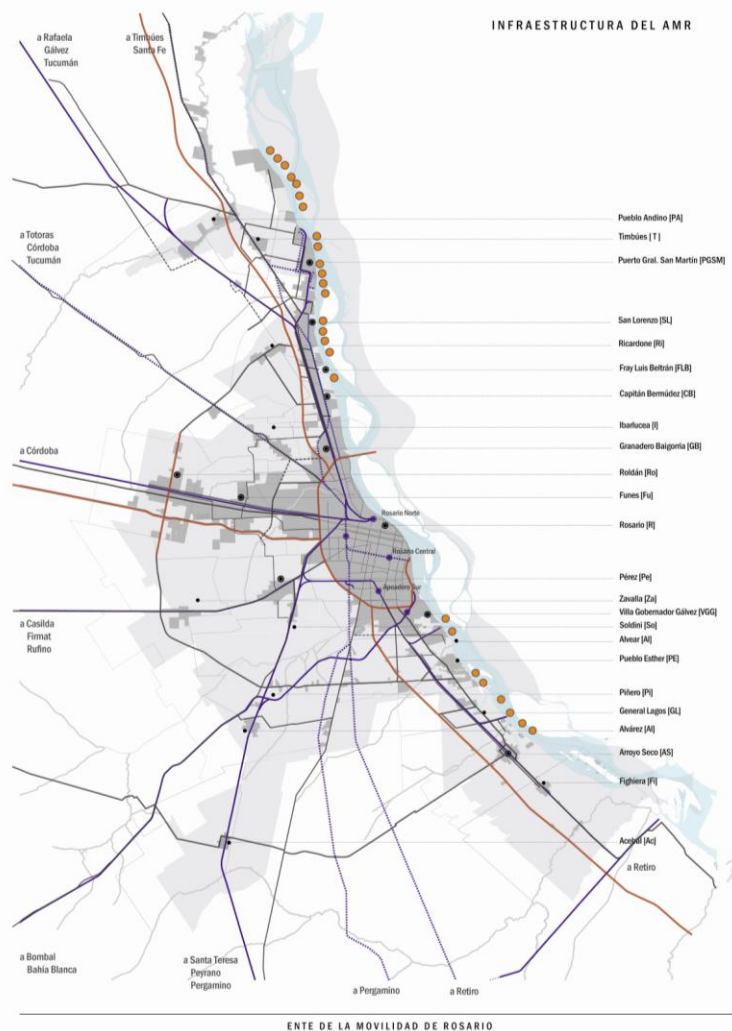 INFRAESTRUCTURA DEL AMR
a Rafaela
Gálvez
Tucumán
a Timbúes
Santa Fe
a Totoras
Córdoba
Tucumán
a Córdoba
a Casilda
Firmat
Rufino
a Bombal
Bahía Blanca
a Santa Teresa
Peyrano
Pergamino
a Pergamino
a Retiro
a Retiro
Rosario Norte
Rosario Central
Apeadero Sur
Pueblo Andino [PA]
Timbúes [ T ]
Puerto Gral. San Martín [PGSM]
San Lorenzo [SL]
Ricardone [Ri]
Fray Luis Beltrán [FLB]
Capitán Bermúdez [CB]
Ibarlucea [I]
Granadero Baigorria [GB]
Roldán [Ro]
Funes [Fu]
Rosario [R]
Pérez [Pe]
Zavalla [Za]
Villa Gobernador Gálvez [VGG]
Soldini [So]
Alvear [Al]
Pueblo Esther [PE]
Piñero [Pi]
General Lagos [GL]
Alvárez [Al]
Arroyo Seco [AS]
Fighiera [Fi]
Acebal [Ac]
ENTE DE LA MOVILIDAD DE ROSARIO